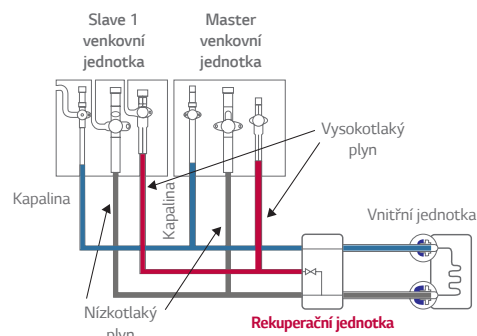 Slave 1
venkovní
jednotka
Master
venkovní
jednotka
Vysokotlaký
plyn
Kapalina
Kapalina
Vnitřní jednotka
Nízkotlaký
plyn
Rekuperační jednotka